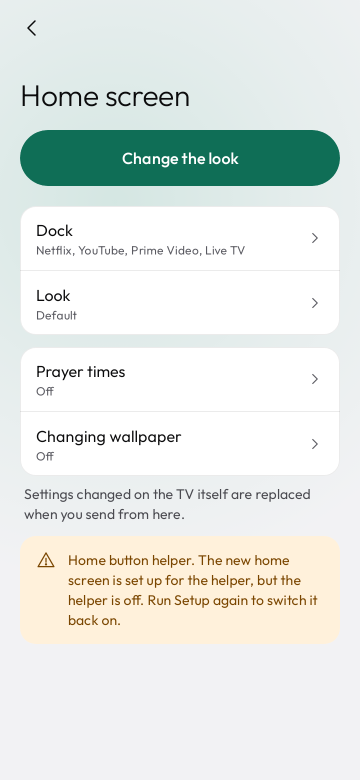 Home screen
Change the look
Dock
Netflix, YouTube, Prime Video, Live TV
Look
Default
Prayer times
Off
Changing wallpaper
Off
Settings changed on the TV itself are replaced
when you send from here.
Home button helper. The new home
screen is set up for the helper, but the
helper is off. Run Setup again to switch it
back on.